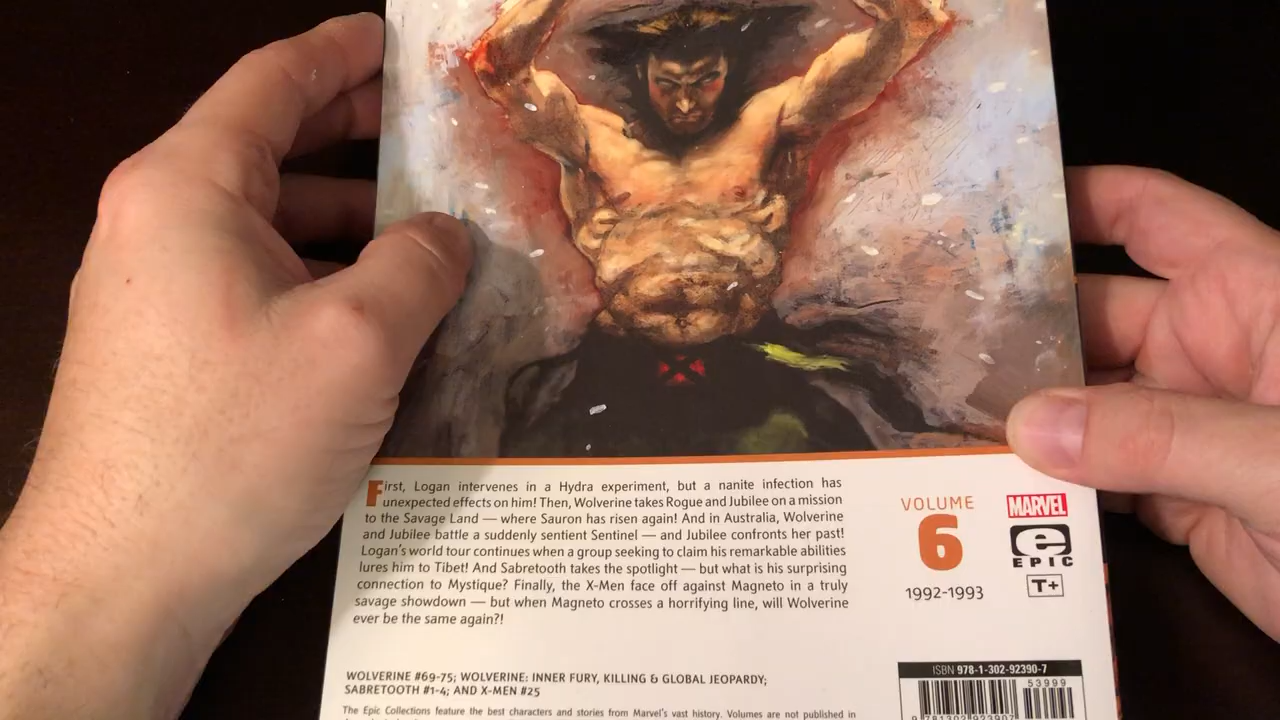 First, Logan intervenes in a Hydra experiment, but a nanite infection has
unexpected effects on him! Then, Wolverine takes Rogue and Jubilee on a mission
to the Savage Land — where Sauron has risen again! And in Australia, Wolverine
and Jubilee battle a suddenly sentient Sentinel — and Jubilee confronts her past!
Logan's world tour continues when a group seeking to claim his remarkable abilities
lures him to Tibet! And Sabretooth takes the spotlight — but what is his surprising
connection to Mystique? Finally, the X-Men face off against Magneto in a truly
savage showdown — but when Magneto crosses a horrifying line, will Wolverine
ever be the same again?!
VOLUME
6
1992-1993
MARVEL
e
EPIC
T+
WOLVERINE #69-75; WOLVERINE: INNER FURY, KILLING & GLOBAL JEOPARDY;
SABRETOOTH #1-4; AND X-MEN #25
The Epic Collections feature the best characters and stories from Marvel's vast history. Volumes are not published in
ISBN 978-1-302-92390-7
53999
9 781302 923907